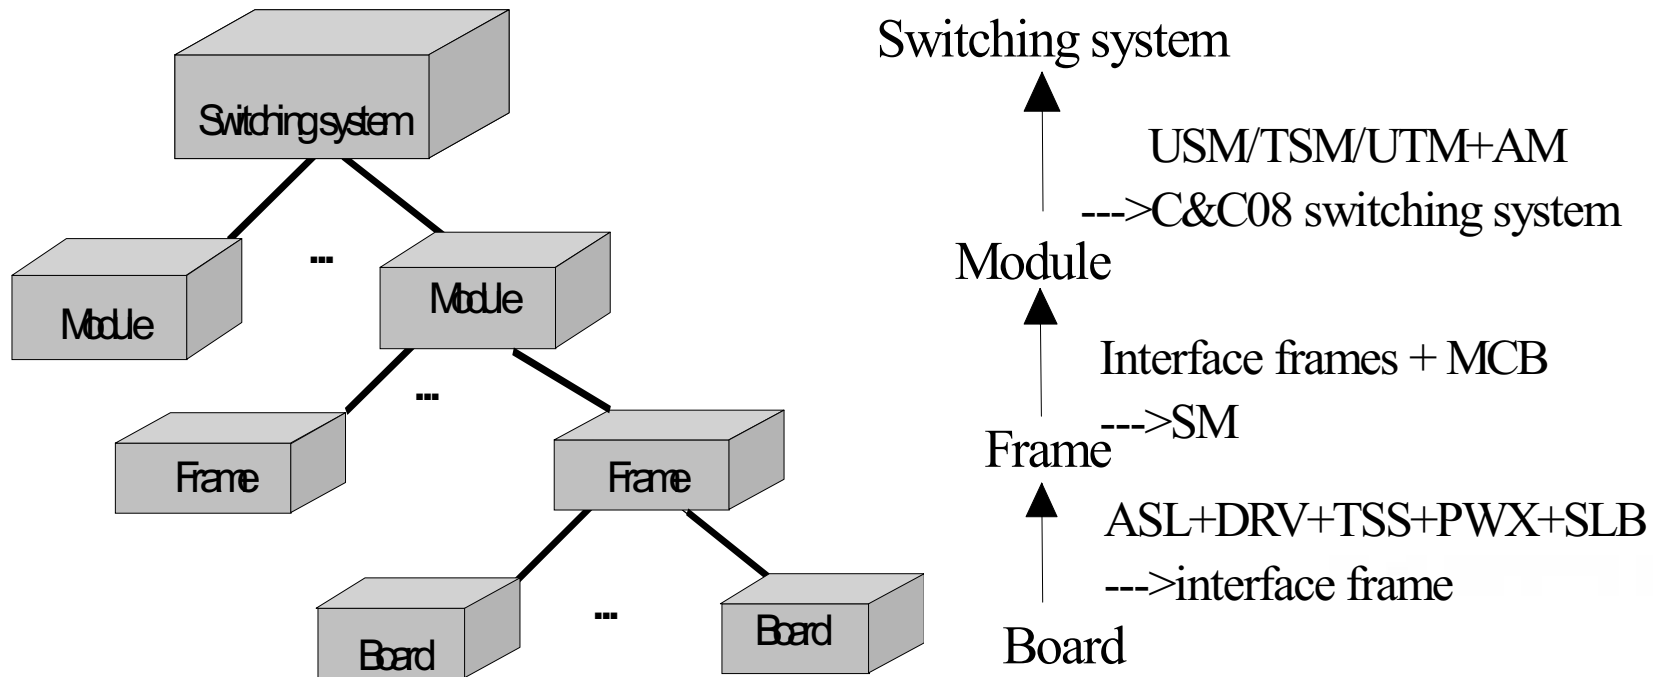 Switching system
Module
...
Module
Frame
...
Frame
Board
...
Board
Switching system
USM/TSM/UTM+AM
--->C&C08 switching system
Module
Interface frames + MCB
--->SM
Frame
ASL+DRV+TSS+PWX+SLB
--->interface frame
Board